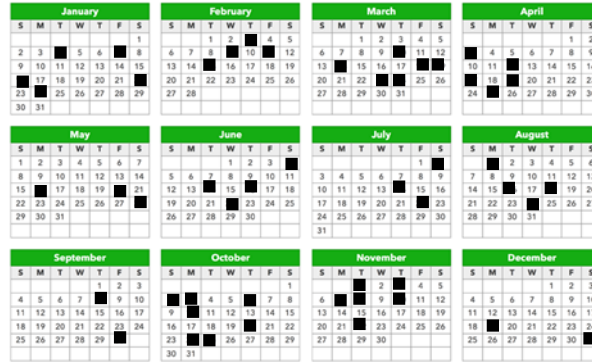 January
S M T W T F S
1
2 3 5 6 8
9 10 11 12 13 14 15
17 18 19 20 21
23 25 26 27 28 29
30 31
February
S M T W T F S
1 2 4 5
6 7 8 10 12
13 14 16 17 18 19
20 21 22 23 24 25 26
27 28
March
S M T W T F S
1 2 3 4 5
6 7 8 9 11 12
13 15 16 17
20 21 22 25 26
27 28 29 30 31
April
S M T W T F S
1 2
4 5 6 7 8 9
10 11 13 14 15
18 20 21 22
24 26 27 28 29
May
S M T W T F S
1 2 3 4 5 6 7
8 9 10 11 12 13 14
15 17 18 19 21
22 23 24 25 26 27
29 30 31
June
S M T W T F S
1 2 3
5 6 7 8 9 10 11
12 13 15 17 18
19 20 21 23 24 25
26 27 28 29 30
July
S M T W T F S
1
3 4 5 6 7 8 9
10 11 12 13 15 16
17 18 19 20 21 23
24 25 26 27 28 29 30
31
August
S M T W T F S
2 3 4 5 6
7 8 9 10 11 12
14 15 17 19
21 22 23 25 26
28 29 30 31
September
S M T W T F S
1 2 3
4 5 6 7 9 10
11 12 13 14 15 16 17
18 19 20 21 22 23 24
25 26 27 28 29
October
S M T W T F S
1
4 5 7 8
9 11 12 13 14 15
16 17 18 19 21 22
23 26 27 28 29
30 31
November
S M T W T F S
2 4 5
6 9 11 12
13 14 15 16 17 18 19
20 21 23 24 25 26
27 28 29 30
December
S M T W T F S
1 2 3
4 5 6 7 8 9
11 12 13 14 15 16
18 20 21 22 23
25 26 27 28 29 30